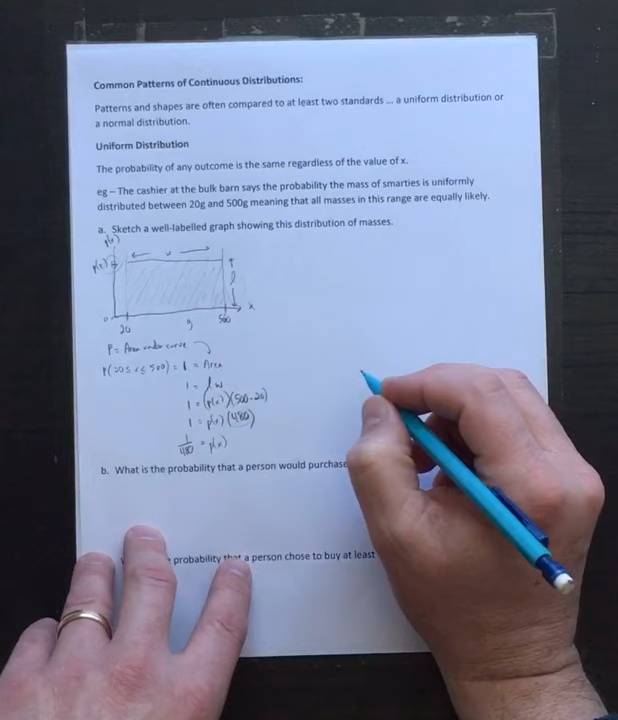 Common Patterns of Continuous Distributions:
Patterns and shapes are often compared to at least two standards ... a uniform distribution or
a normal distribution.
Uniform Distribution
The probability of any outcome is the same regardless of the value of x.
eg – The cashier at the bulk barn says the probability the mass of smarties is uniformly
distributed between 20g and 500g meaning that all masses in this range are equally likely.
a. Sketch a well-labelled graph showing this distribution of masses.
p(x)
w
p(x)
l
x
0
20
g
500
P = Area under curve
P(20 ≤ x ≤ 500) = 1 = Area
1 = l w
1 = (p(x))(500-20)
1 = p(x) (480)
1/480 = p(x)
b. What is the probability that a person would purchase
probability that a person chose to buy at least